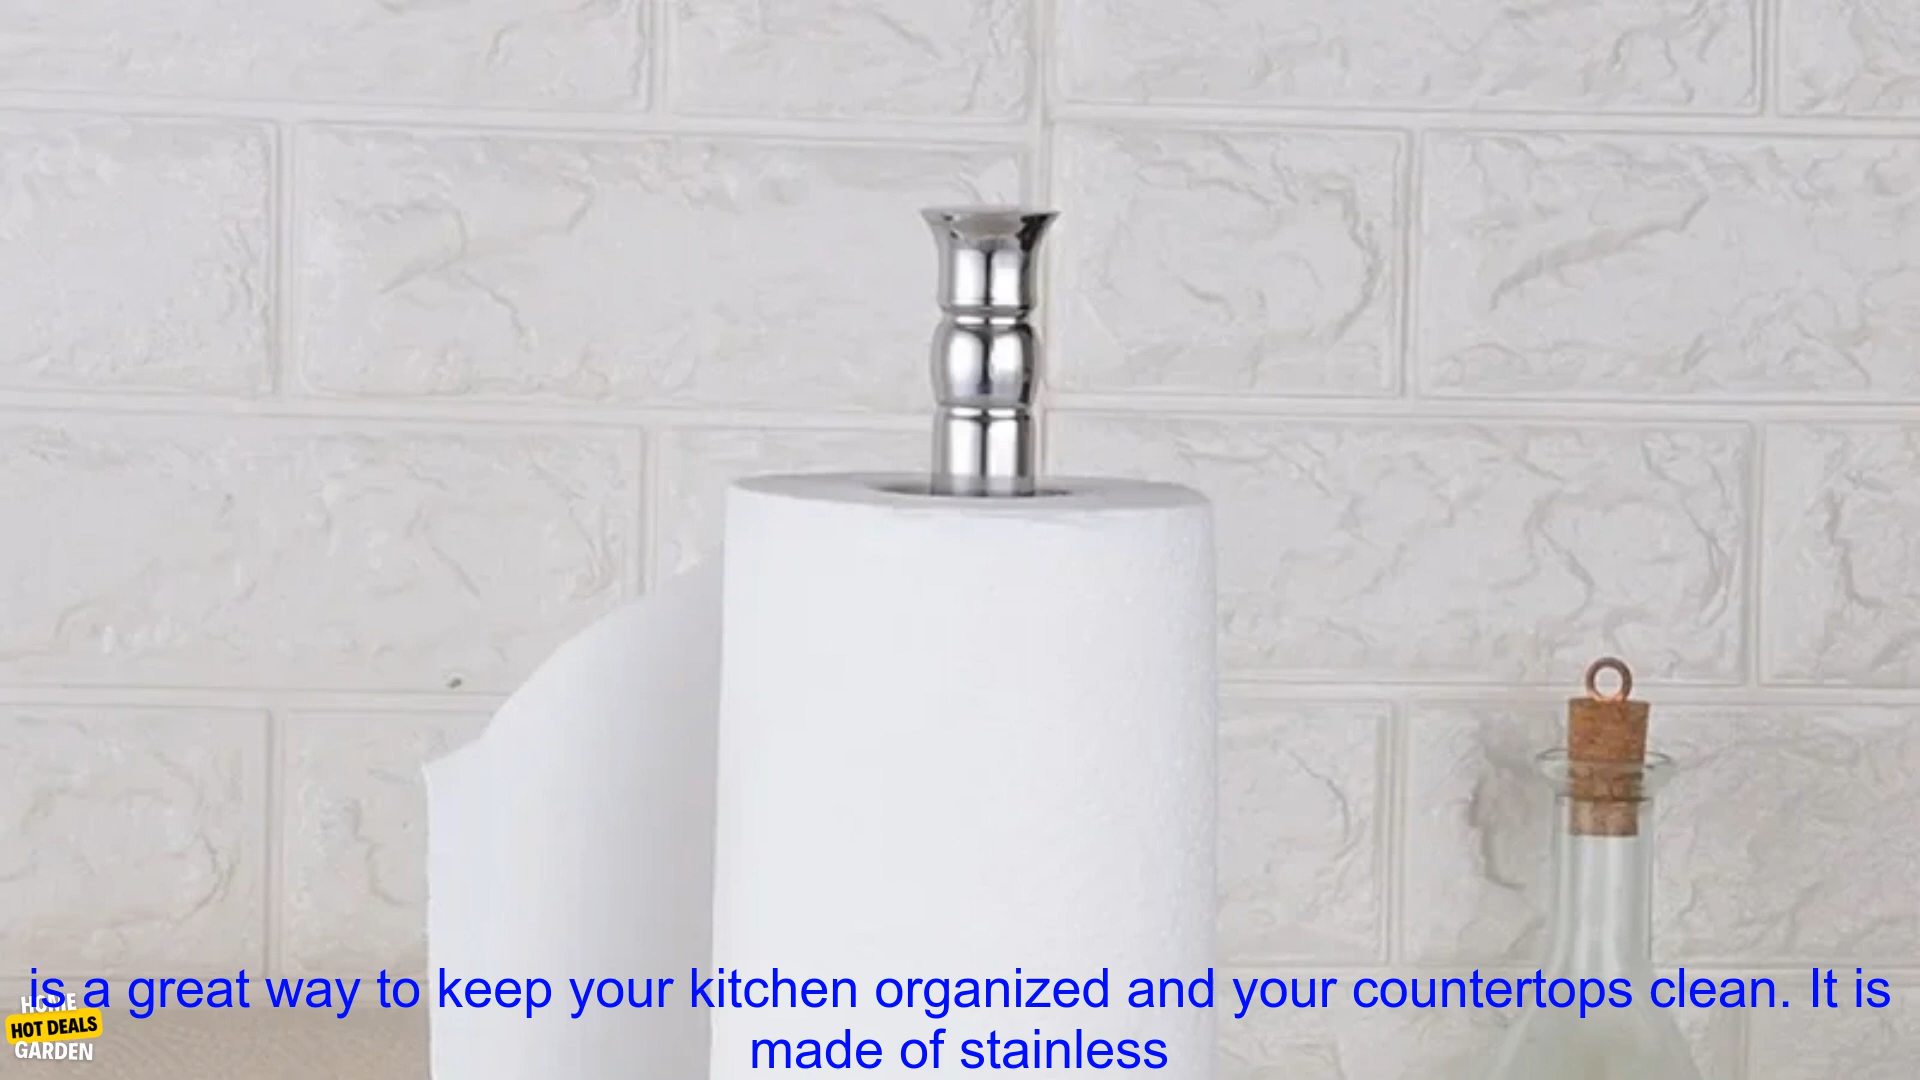 is a great way to keep your kitchen organized and your countertops clean. It is
made of stainless
HOME
HOT DEALS
GARDEN